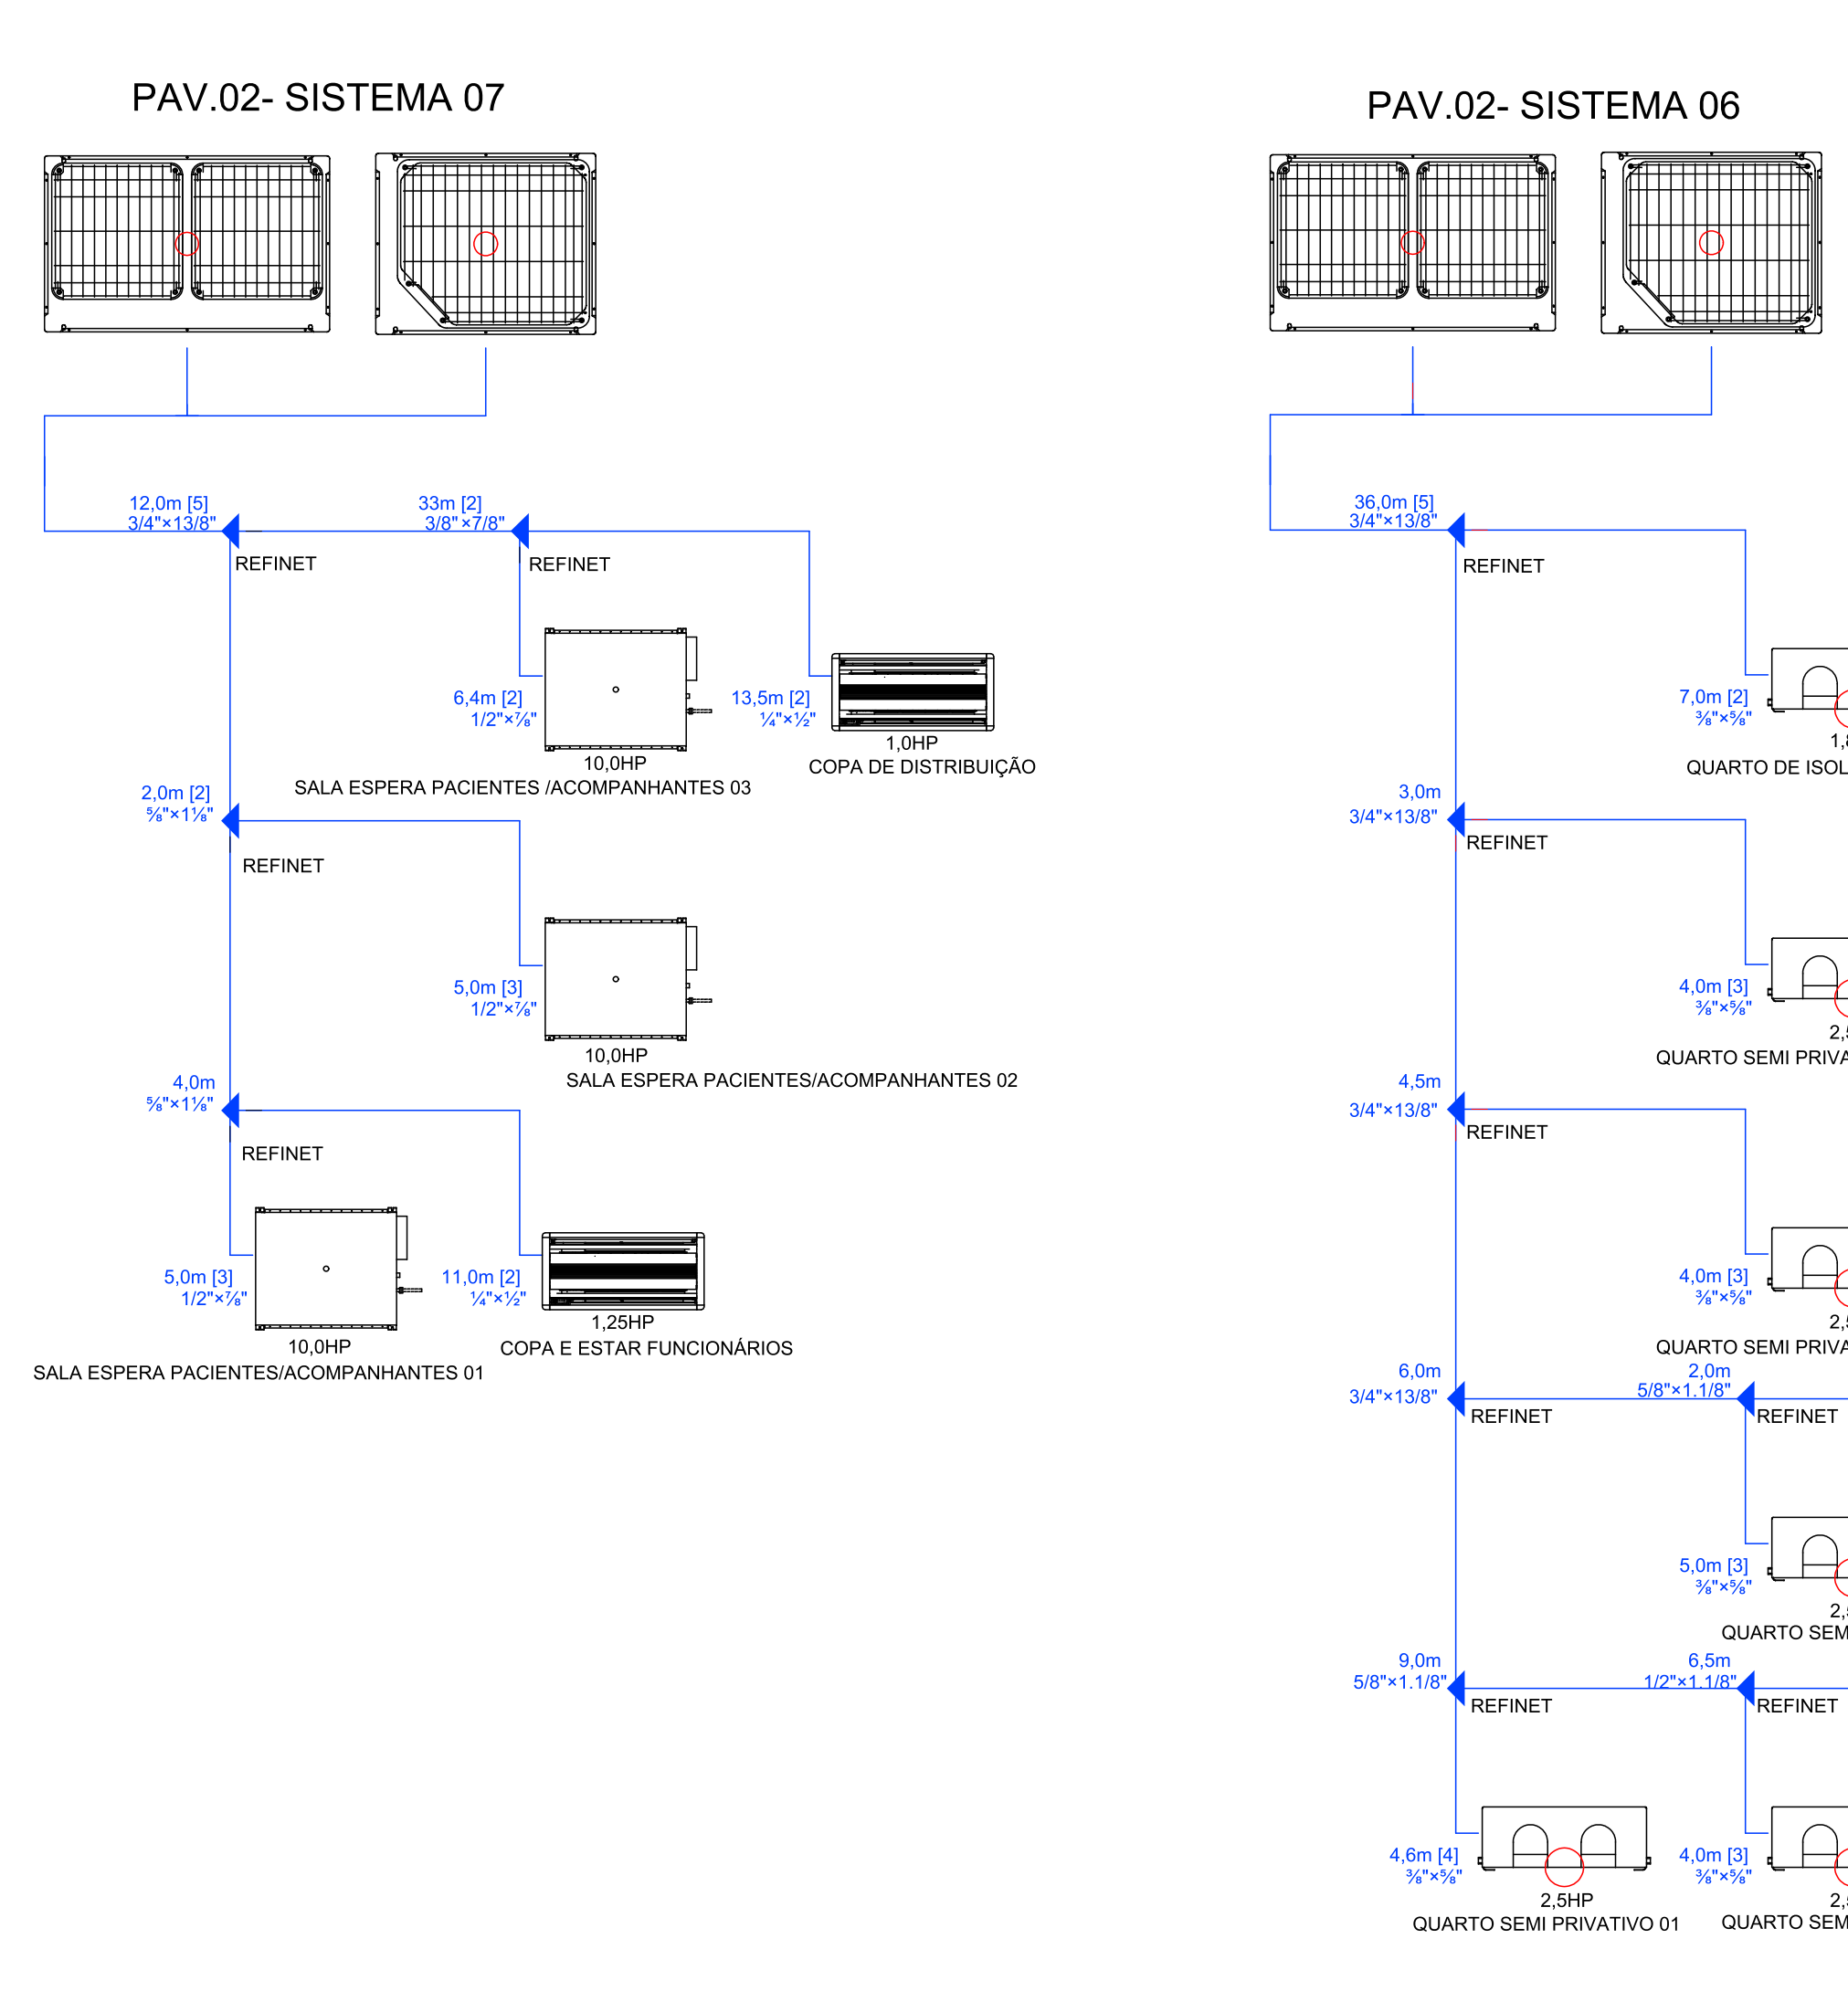 PAV.02- SISTEMA 07
12,0m [5]
3/4"×13/8"
REFINET
33m [2]
3/8"×7/8"
REFINET
6,4m [2]
1/2"×⅞"
10,0HP
SALA ESPERA PACIENTES /ACOMPANHANTES 03
13,5m [2]
¼"×½"
1,0HP
COPA DE DISTRIBUIÇÃO
2,0m [2]
⅝"×1⅛"
REFINET
5,0m [3]
1/2"×⅞"
10,0HP
SALA ESPERA PACIENTES/ACOMPANHANTES 02
4,0m
⅝"×1⅛"
REFINET
5,0m [3]
1/2"×⅞"
10,0HP
SALA ESPERA PACIENTES/ACOMPANHANTES 01
11,0m [2]
¼"×½"
1,25HP
COPA E ESTAR FUNCIONÁRIOS
PAV.02- SISTEMA 06
36,0m [5]
3/4"×13/8"
REFINET
7,0m [2]
⅜"×⅝"
QUARTO DE
3,0m
3/4"×13/8"
REFINET
4,0m [3]
⅜"×⅝"
QUARTO SEMI
4,5m
3/4"×13/8"
REFINET
4,0m [3]
⅜"×⅝"
QUARTO SEMI
6,0m
3/4"×13/8"
REFINET
2,0m
5/8"×1.1/8"
REFINET
5,0m [3]
⅜"×⅝"
QUARTO
9,0m
5/8"×1.1/8"
REFINET
6,5m
1/2"×1.1/8"
REFINET
4,6m [4]
⅜"×⅝"
2,5HP
QUARTO SEMI PRIVATIVO 01
4,0m [3]
⅜"×⅝"
QUARTO